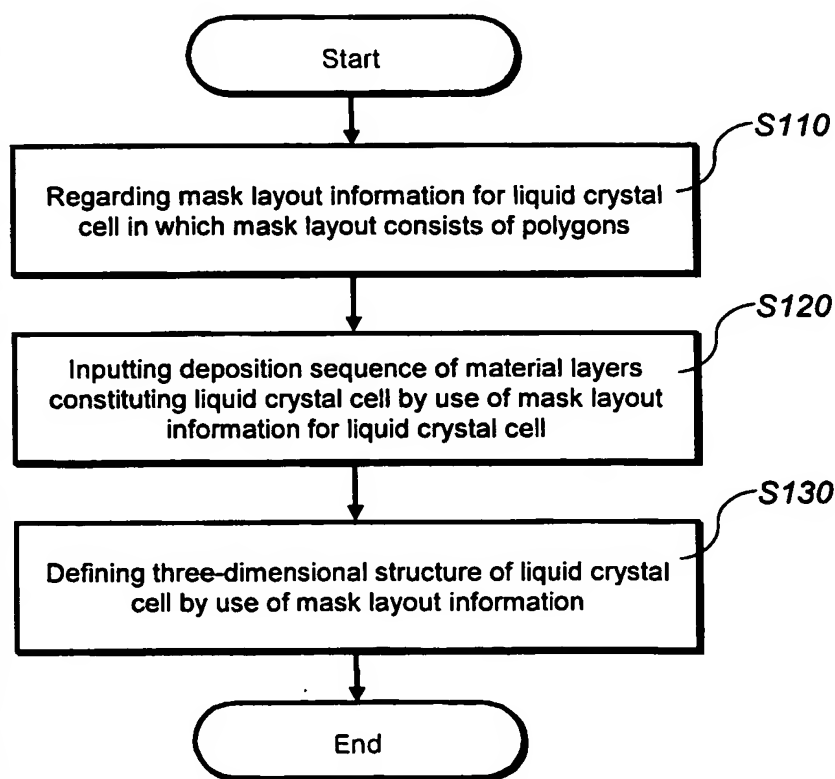 Start
S110
Regarding mask layout information for liquid crystal
cell in which mask layout consists of polygons
S120
Inputting deposition sequence of material layers
constituting liquid crystal cell by use of mask layout
information for liquid crystal cell
S130
Defining three-dimensional structure of liquid crystal
cell by use of mask layout information
End